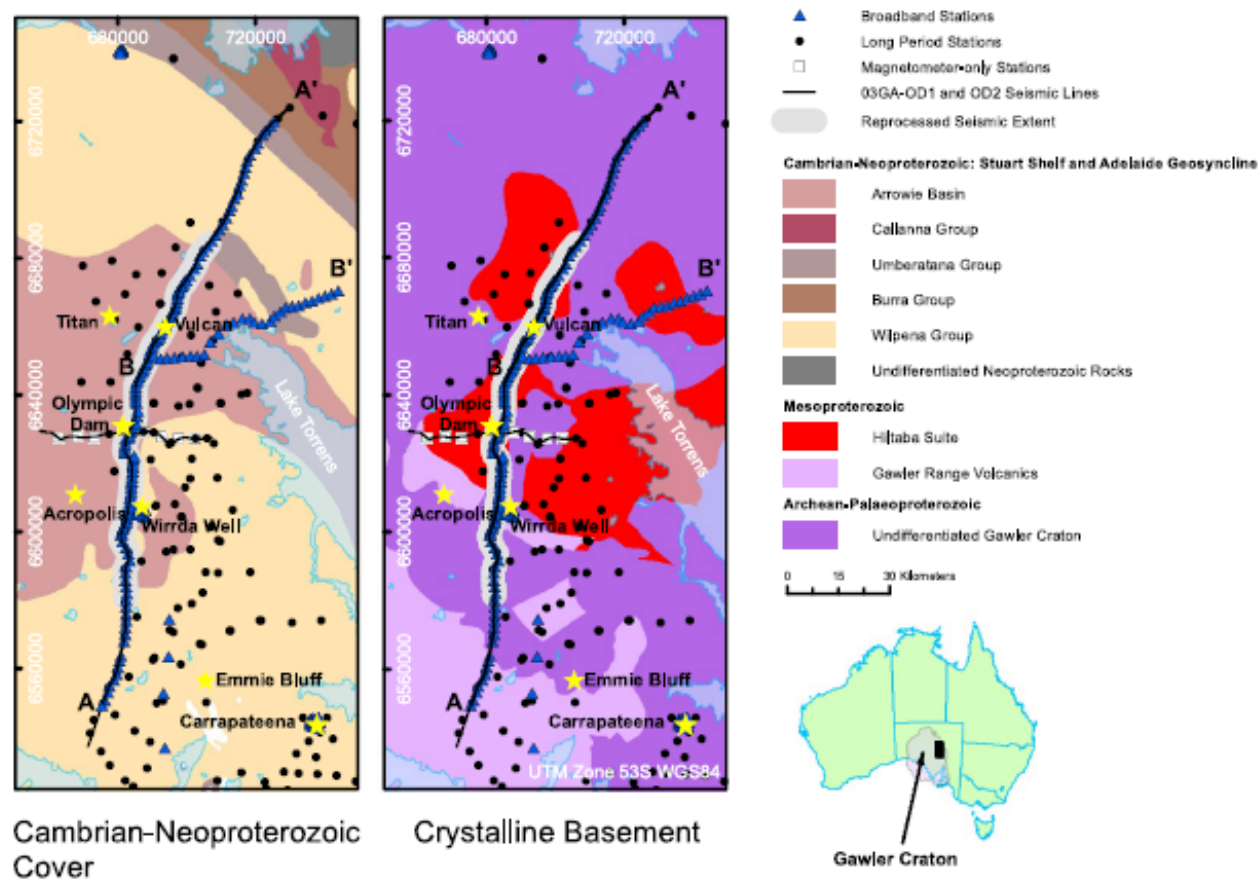 680000
720000
6720000
6680000
6640000
6600000
6560000
A'
B'
Titan
Vulcan
B
Olympic
Dam
Lake Torrens
Acropolis
Wirrda Well
Emmie Bluff
A
Carrapateena
Cambrian-Neoproterozoic
Cover
680000
720000
6720000
6680000
6640000
6600000
6560000
A'
B'
Titan
Vulcan
B
Olympic
Dam
Lake Torrens
Acropolis
Wirrda Well
Emmie Bluff
A
Carrapateena
UTM Zone 53S WGS84
Crystalline Basement
Broadband Stations
Long Period Stations
Magnetometer-only Stations
03GA-OD1 and OD2 Seismic Lines
Reprocessed Seismic Extent
Cambrian-Neoproterozoic: Stuart Shelf and Adelaide Geosyncline
Arrowie Basin
Callanna Group
Umberatana Group
Burra Group
Wilpena Group
Undifferentiated Neoproterozoic Rocks
Mesoproterozoic
Hiltaba Suite
Gawler Range Volcanics
Archean-Palaeoproterozoic
Undifferentiated Gawler Craton
0 15 30 Kilometers
Gawler Craton